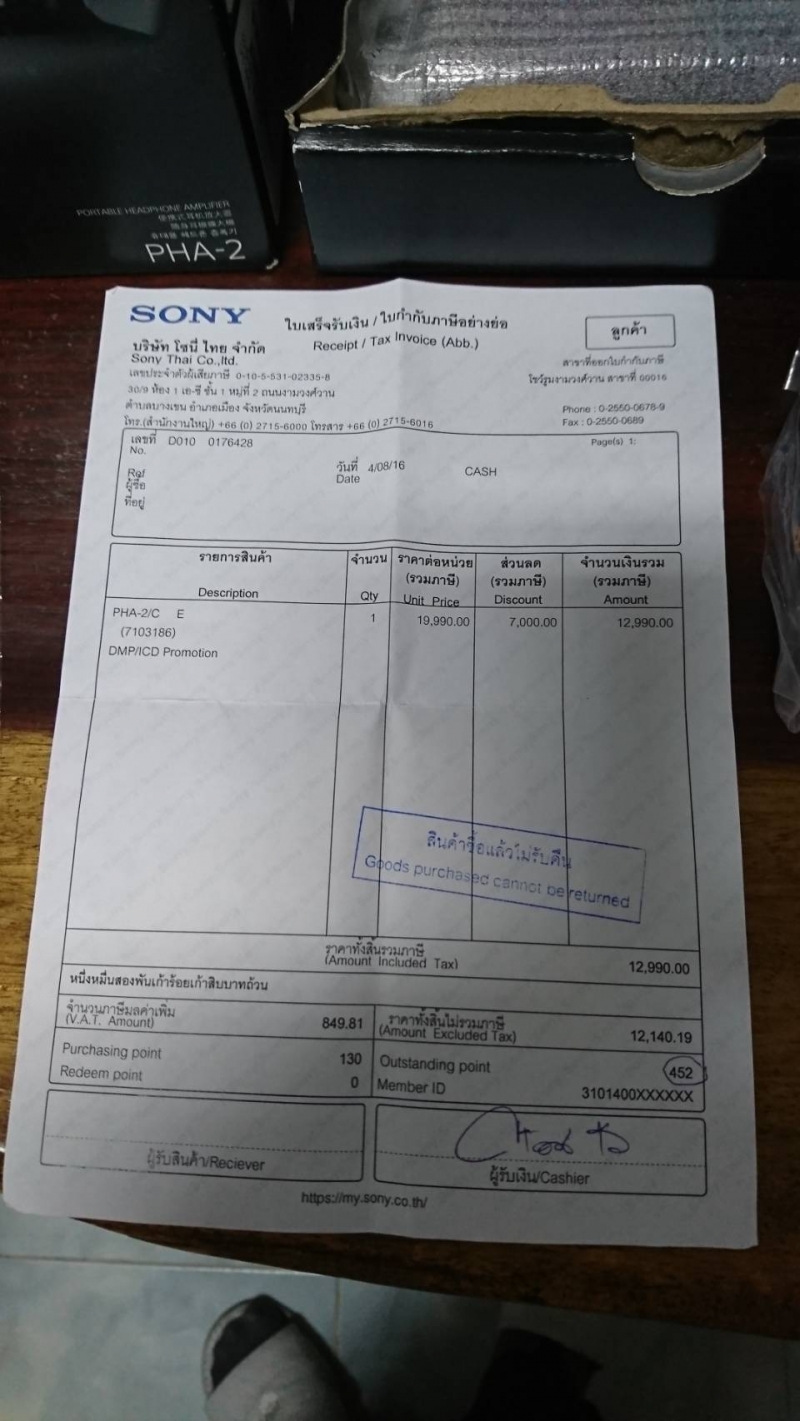 PORTABLE HEADPHONE AMPLIFIER
PHA-2
SONY
ใบเสร็จรับเงิน / ใบกำกับภาษีอย่างย่อ
Receipt / Tax Invoice (Abb.)
ลูกค้า
บริษัท โซนี่ ไทย จำกัด
Sony Thai Co.,ltd.
เลขประจำตัวผู้เสียภาษี 0-10-5-531-02335-8
30/9 ห้อง 1 เอ-ซี ชั้น 1 หมู่ที่ 2 ถนนงามวงศ์วาน
ตำบลบางเขน อำเภอเมือง จังหวัดนนทบุรี
โทร.(สำนักงานใหญ่) +66 (0) 2715-6000 โทรสาร +66 (0) 2715-6016
สาขาที่ออกใบกำกับภาษี
โชว์รูมงามวงศ์วาน สาขาที่ 00016
Phone : 0-2550-0678-9
Fax : 0-2550-0689
เลขที่ D010 0176428
No.
Page(s) 1:
วันที่ 4/08/16
Date
CASH
Ref
ผู้ซื้อ
ที่อยู่
รายการสินค้า จำนวน ราคาต่อหน่วย ส่วนลด จำนวนเงินรวม
(รวมภาษี) (รวมภาษี) (รวมภาษี)
Description Qty Unit Price Discount Amount
PHA-2/C E 1 19,990.00 7,000.00 12,990.00
(7103186)
DMP/ICD Promotion
สินค้าซื้อแล้วไม่รับคืน
Goods purchased cannot be returned
ราคาทั้งสิ้นรวมภาษี
(Amount Included Tax) 12,990.00
หนึ่งหมื่นสองพันเก้าร้อยเก้าสิบบาทถ้วน
จำนวนภาษีมูลค่าเพิ่ม
(V.A.T. Amount) 849.81
ราคาทั้งสิ้นไม่รวมภาษี
(Amount Excluded Tax) 12,140.19
Purchasing point 130 Outstanding point 452
Redeem point 0 Member ID 3101400XXXXXX
ผู้รับสินค้า/Reciever
ผู้รับเงิน/Cashier
https://my.sony.co.th/